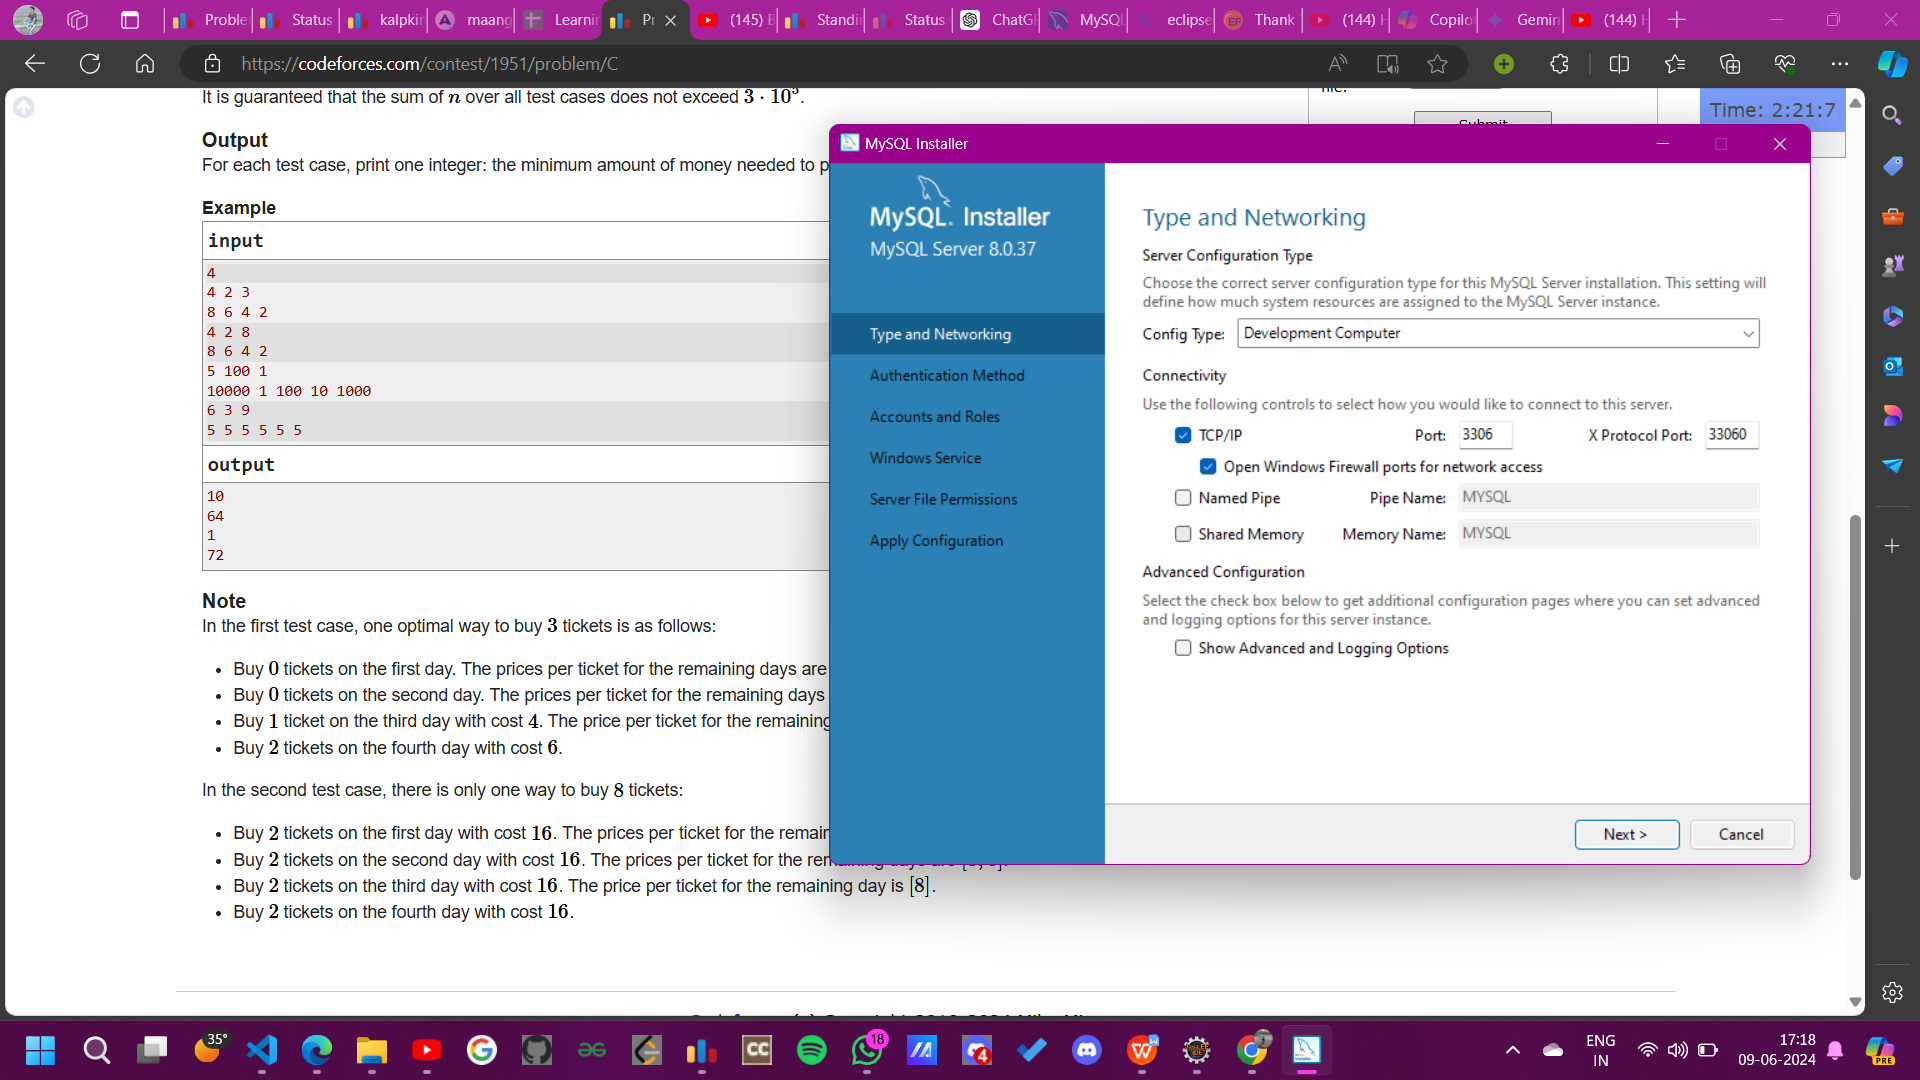 Proble
Status
kalpkin
maang
Learnin
Pr
(145) B
Standi
Status
ChatG
MySQL
eclipse
Thank
(144) H
Copilo
Gemin
(144) H
https://codeforces.com/contest/1951/problem/C
It is guaranteed that the sum of n over all test cases does not exceed 3 · 10⁵.
Time: 2:21:7
Submit
Output
For each test case, print one integer: the minimum amount of money needed to p
Example
input
4
4 2 3
8 6 4 2
4 2 8
8 6 4 2
5 100 1
10000 1 100 10 1000
6 3 9
5 5 5 5 5 5
output
10
64
1
72
Note
In the first test case, one optimal way to buy 3 tickets is as follows:
• Buy 0 tickets on the first day. The prices per ticket for the remaining days are
• Buy 0 tickets on the second day. The prices per ticket for the remaining days
• Buy 1 ticket on the third day with cost 4. The price per ticket for the remaining
• Buy 2 tickets on the fourth day with cost 6.
In the second test case, there is only one way to buy 8 tickets:
• Buy 2 tickets on the first day with cost 16. The prices per ticket for the remain
• Buy 2 tickets on the second day with cost 16. The prices per ticket for the remaining days are
• Buy 2 tickets on the third day with cost 16. The price per ticket for the remaining day is [8].
• Buy 2 tickets on the fourth day with cost 16.
MySQL Installer
MySQL. Installer
MySQL Server 8.0.37
Type and Networking
Authentication Method
Accounts and Roles
Windows Service
Server File Permissions
Apply Configuration
Type and Networking
Server Configuration Type
Choose the correct server configuration type for this MySQL Server installation. This setting will
define how much system resources are assigned to the MySQL Server instance.
Config Type: Development Computer
Connectivity
Use the following controls to select how you would like to connect to this server.
TCP/IP Port: 3306 X Protocol Port: 33060
Open Windows Firewall ports for network access
Named Pipe Pipe Name: MYSQL
Shared Memory Memory Name: MYSQL
Advanced Configuration
Select the check box below to get additional configuration pages where you can set advanced
and logging options for this server instance.
Show Advanced and Logging Options
Next > Cancel
35°
CC
18
4
ENG
IN
17:18
09-06-2024
PRE